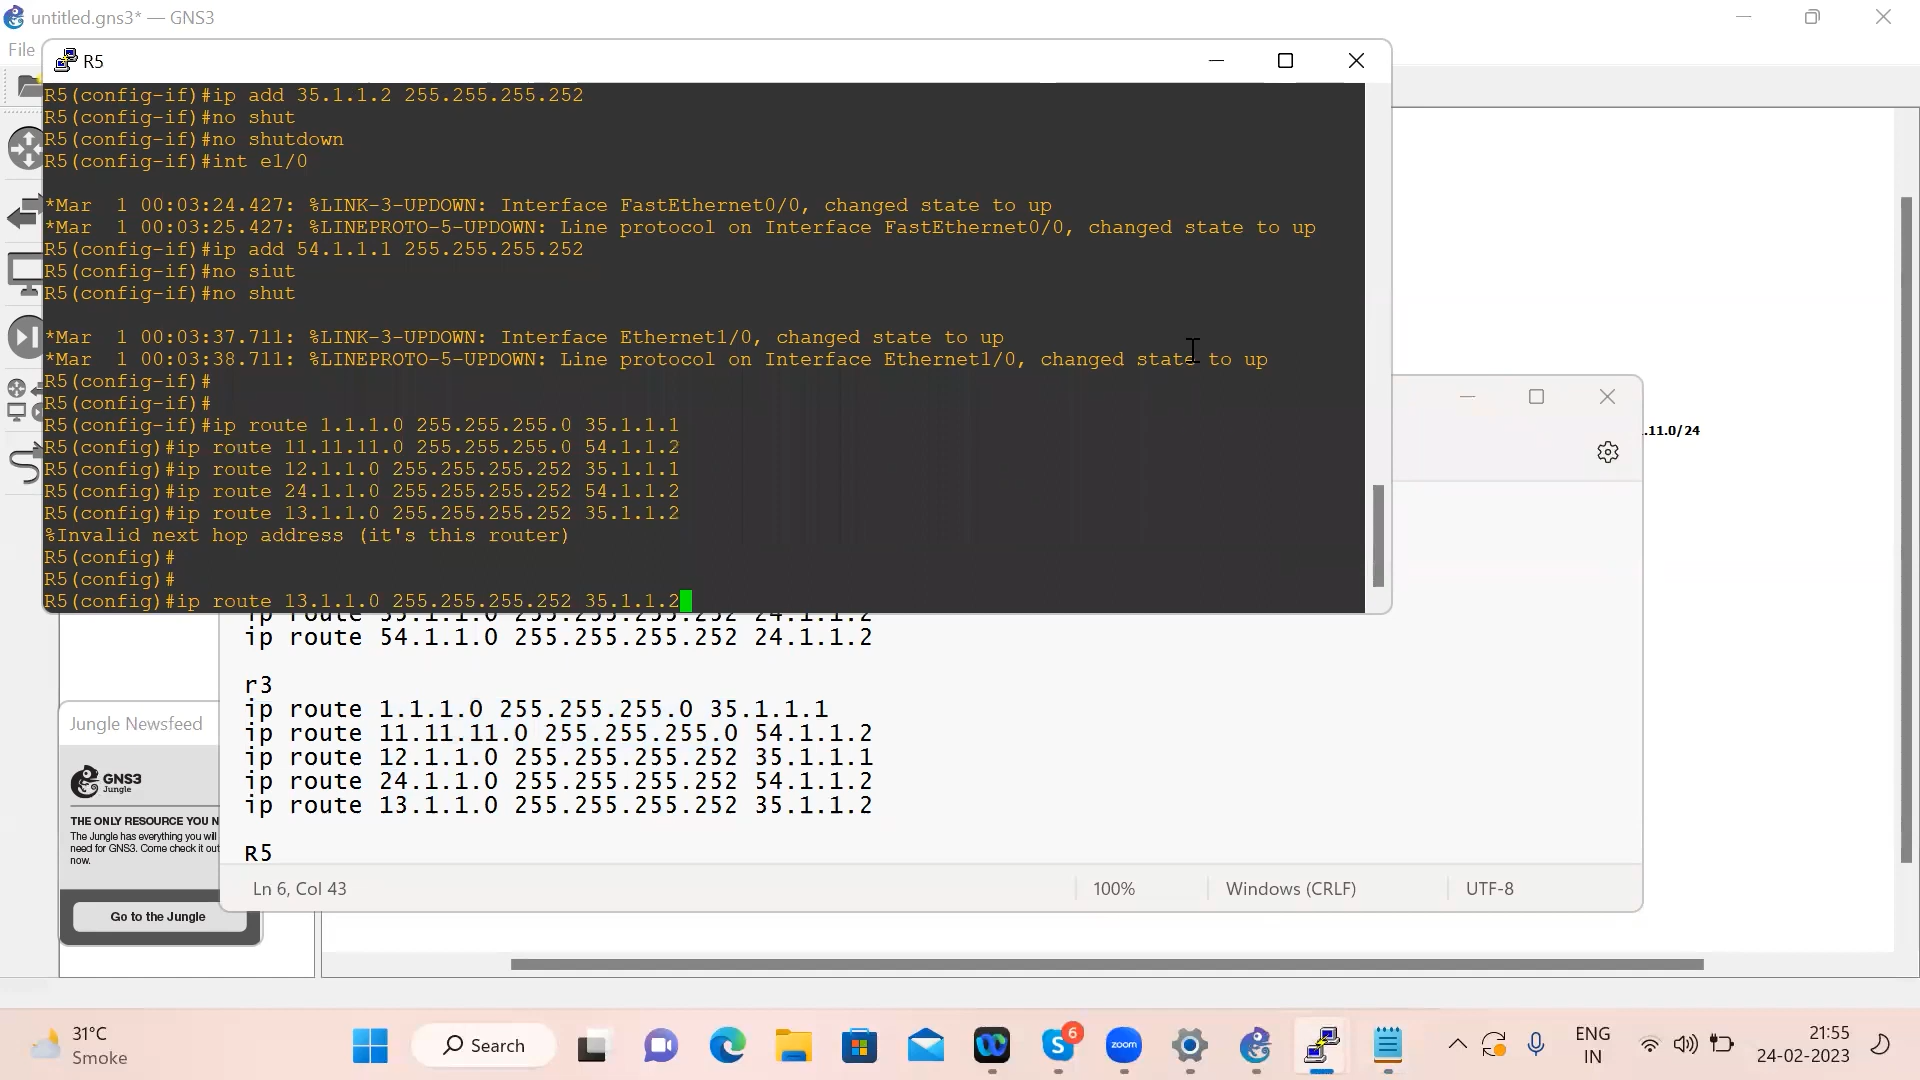 untitled.gns3* — GNS3
File
R5
R5(config-if)#ip add 35.1.1.2 255.255.255.252
R5(config-if)#no shut
R5(config-if)#no shutdown
R5(config-if)#int e1/0
*Mar  1 00:03:24.427: %LINK-3-UPDOWN: Interface FastEthernet0/0, changed state to up
*Mar  1 00:03:25.427: %LINEPROTO-5-UPDOWN: Line protocol on Interface FastEthernet0/0, changed state to up
R5(config-if)#ip add 54.1.1.1 255.255.255.252
R5(config-if)#no siut
R5(config-if)#no shut
*Mar  1 00:03:37.711: %LINK-3-UPDOWN: Interface Ethernet1/0, changed state to up
*Mar  1 00:03:38.711: %LINEPROTO-5-UPDOWN: Line protocol on Interface Ethernet1/0, changed state to up
R5(config-if)#
R5(config-if)#
R5(config-if)#ip route 1.1.1.0 255.255.255.0 35.1.1.1
R5(config)#ip route 11.11.11.0 255.255.255.0 54.1.1.2
R5(config)#ip route 12.1.1.0 255.255.255.252 35.1.1.1
R5(config)#ip route 24.1.1.0 255.255.255.252 54.1.1.2
R5(config)#ip route 13.1.1.0 255.255.255.252 35.1.1.2
%Invalid next hop address (it's this router)
R5(config)#
R5(config)#
R5(config)#ip route 13.1.1.0 255.255.255.252 35.1.1.2
.11.0/24
ip route 35.1.1.0 255.255.255.252 24.1.1.2
ip route 54.1.1.0 255.255.255.252 24.1.1.2
r3
ip route 1.1.1.0 255.255.255.0 35.1.1.1
ip route 11.11.11.0 255.255.255.0 54.1.1.2
ip route 12.1.1.0 255.255.255.252 35.1.1.1
ip route 24.1.1.0 255.255.255.252 54.1.1.2
ip route 13.1.1.0 255.255.255.252 35.1.1.2
R5
Ln 6, Col 43
100%
Windows (CRLF)
UTF-8
Jungle Newsfeed
GNS3
Jungle
THE ONLY RESOURCE YOU N
The Jungle has everything you will
need for GNS3. Come check it out
now.
Go to the Jungle
31°C
Smoke
Search
6
zoom
ENG
IN
21:55
24-02-2023